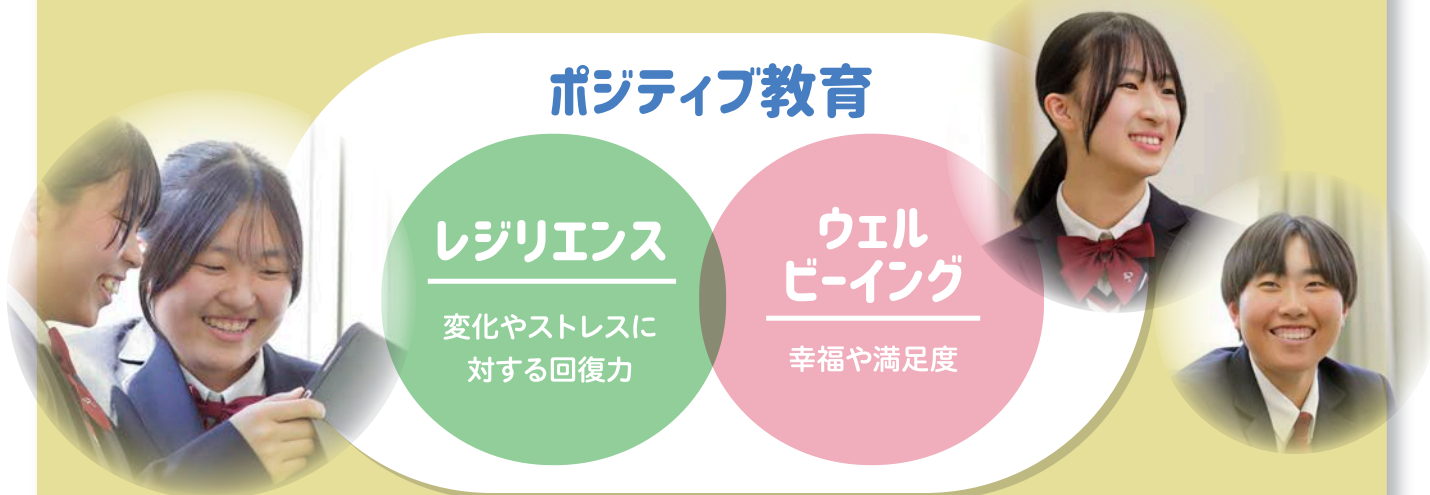 ポジティブ教育
レジリエンス
変化やストレスに
対する回復力
ウェル
ビーイング
幸福や満足度